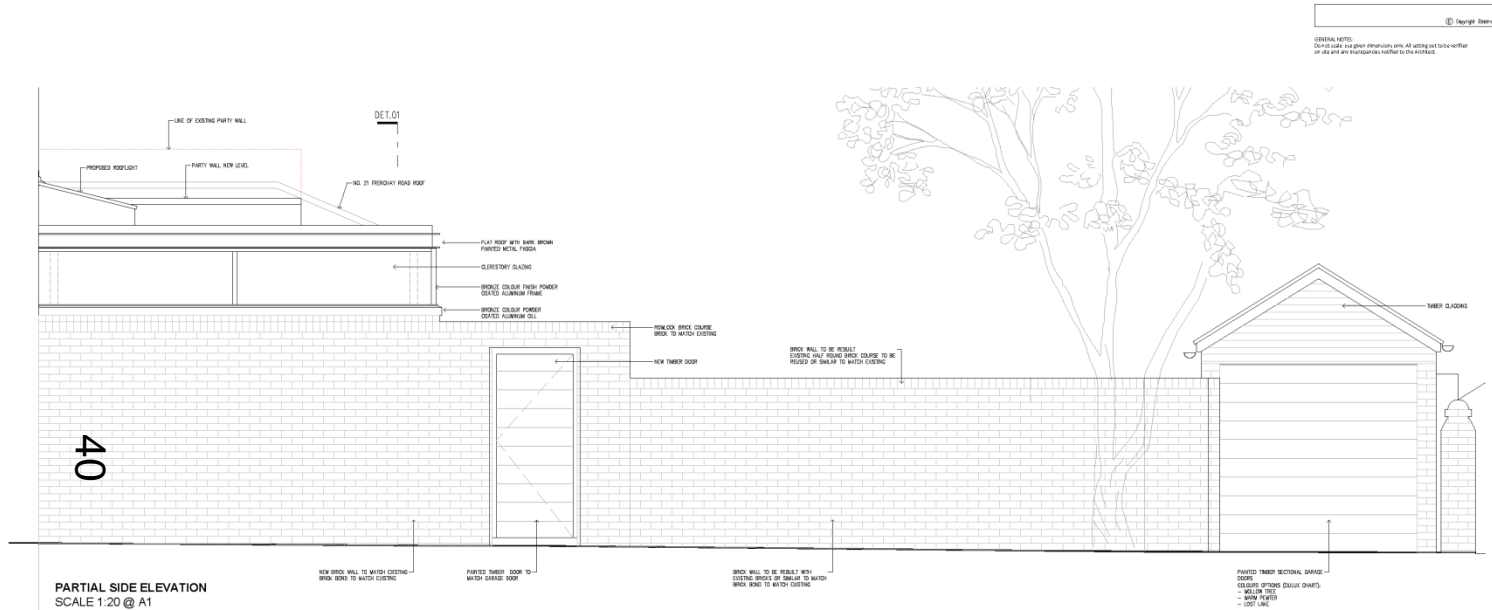 © Copyright
GENERAL NOTES:
Do not scale: use given dimensions only. All setting out to be verified
on site and any discrepancies notified to the Architect.
DET.01
LINE OF EXISTING PARTY WALL
PROPOSED ROOFLIGHT
PARTY WALL NEW LEVEL
NO. 21 FRENCHAY ROAD ROOF
FLAT ROOF WITH DARK BROWN
PAINTED METAL FASCIA
CLERESTORY GLAZING
BRONZE COLOUR FINISH POWDER
COATED ALUMINUM FRAME
BRONZE COLOUR POWDER
COATED ALUMINUM CILL
ROWLOCK BRICK COURSE
BRICK TO MATCH EXISTING
NEW TIMBER DOOR
BRICK WALL TO BE REBUILT
EXISTING HALF ROUND BRICK COURSE TO BE
REUSED OR SIMILAR TO MATCH EXISTING
TIMBER CLADDING
40
NEW BRICK WALL TO MATCH EXISTING
BRICK BOND TO MATCH EXISTING
PAINTED TIMBER DOOR TO
MATCH GARAGE DOOR
BRICK WALL TO BE REBUILT WITH
EXISTING BRICKS OR SIMILAR TO MATCH
BRICK BOND TO MATCH EXISTING
PAINTED TIMBER SECTIONAL GARAGE
DOORS
COLOURS OPTIONS (DULUX CHART):
- WILLOW TREE
- WARM PEWTER
- LOST LAKE
PARTIAL SIDE ELEVATION
SCALE 1:20 @ A1